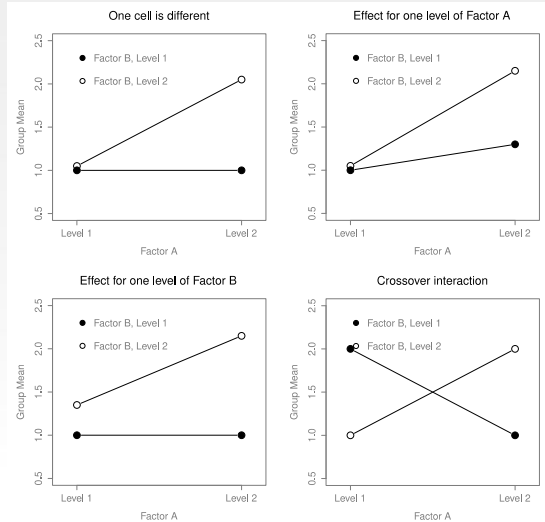 One cell is different
2.5
2.0
1.5
1.0
0.5
Group Mean
Factor B, Level 1
Factor B, Level 2
Level 1
Level 2
Factor A
Effect for one level of Factor A
2.5
2.0
1.5
1.0
0.5
Group Mean
Factor B, Level 1
Factor B, Level 2
Level 1
Level 2
Factor A
Effect for one level of Factor B
2.5
2.0
1.5
1.0
0.5
Group Mean
Factor B, Level 1
Factor B, Level 2
Level 1
Level 2
Factor A
Crossover interaction
2.5
2.0
1.5
1.0
0.5
Group Mean
Factor B, Level 1
Factor B, Level 2
Level 1
Level 2
Factor A